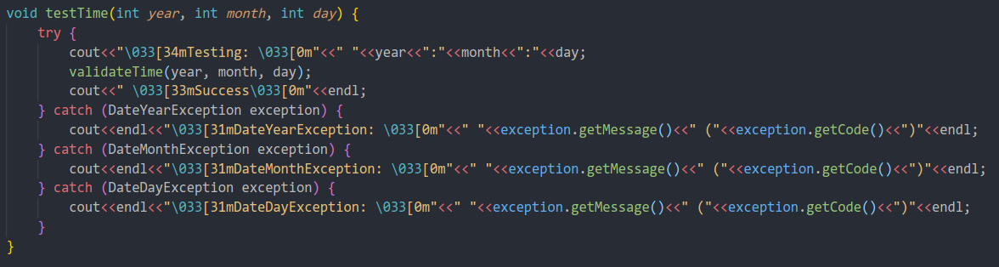 void testTime(int year, int month, int day) {
    try {
        cout<<"\033[34mTesting: \033[0m"<<" "<<year<<":"<<month<<":"<<day;
        validateTime(year, month, day);
        cout<<" \033[33mSuccess\033[0m"<<endl;
    } catch (DateYearException exception) {
        cout<<endl<<"\033[31mDateYearException: \033[0m"<<" "<<exception.getMessage()<<" ("<<exception.getCode()<<")"<<endl;
    } catch (DateMonthException exception) {
        cout<<endl<<"\033[31mDateMonthException: \033[0m"<<" "<<exception.getMessage()<<" ("<<exception.getCode()<<")"<<endl;
    } catch (DateDayException exception) {
        cout<<endl<<"\033[31mDateDayException: \033[0m"<<" "<<exception.getMessage()<<" ("<<exception.getCode()<<")"<<endl;
    }
}